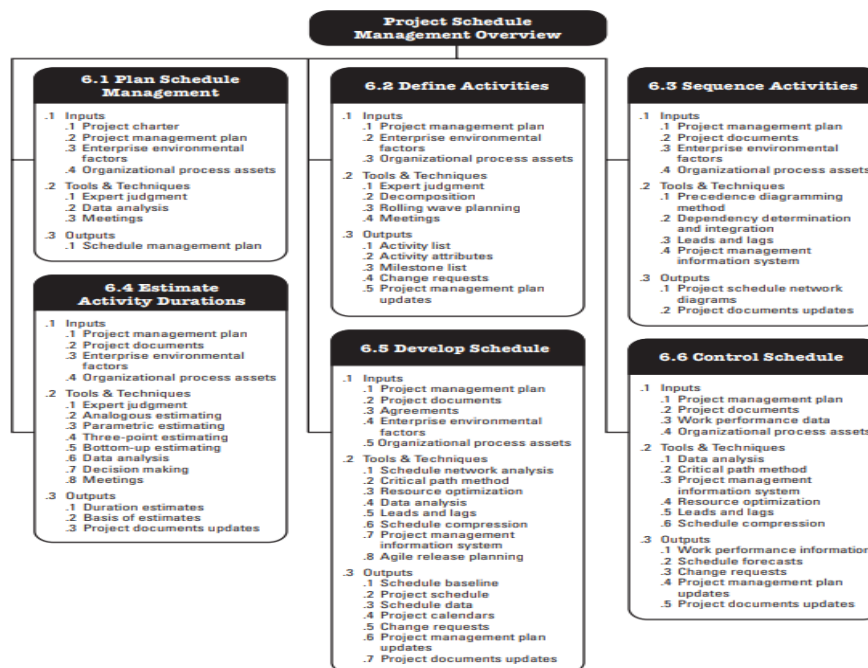 Project Schedule
Management Overview
6.1 Plan Schedule
Management
.1 Inputs
.1 Project charter
.2 Project management plan
.3 Enterprise environmental
factors
.4 Organizational process assets
.2 Tools & Techniques
.1 Expert judgment
.2 Data analysis
.3 Meetings
.3 Outputs
.1 Schedule management plan
6.2 Define Activities
.1 Inputs
.1 Project management plan
.2 Enterprise environmental
factors
.3 Organizational process assets
.2 Tools & Techniques
.1 Expert judgment
.2 Decomposition
.3 Rolling wave planning
.4 Meetings
.3 Outputs
.1 Activity list
.2 Activity attributes
.3 Milestone list
.4 Change requests
.5 Project management plan
updates
6.3 Sequence Activities
.1 Inputs
.1 Project management plan
.2 Project documents
.3 Enterprise environmental
factors
.4 Organizational process assets
.2 Tools & Techniques
.1 Precedence diagramming
method
.2 Dependency determination
and integration
.3 Leads and lags
.4 Project management
information system
.3 Outputs
.1 Project schedule network
diagrams
.2 Project documents updates
6.4 Estimate
Activity Durations
.1 Inputs
.1 Project management plan
.2 Project documents
.3 Enterprise environmental
factors
.4 Organizational process assets
.2 Tools & Techniques
.1 Expert judgment
.2 Analogous estimating
.3 Parametric estimating
.4 Three-point estimating
.5 Bottom-up estimating
.6 Data analysis
.7 Decision making
.8 Meetings
.3 Outputs
.1 Duration estimates
.2 Basis of estimates
.3 Project documents updates
6.5 Develop Schedule
.1 Inputs
.1 Project management plan
.2 Project documents
.3 Agreements
.4 Enterprise environmental
factors
.5 Organizational process assets
.2 Tools & Techniques
.1 Schedule network analysis
.2 Critical path method
.3 Resource optimization
.4 Data analysis
.5 Leads and lags
.6 Schedule compression
.7 Project management
information system
.8 Agile release planning
.3 Outputs
.1 Schedule baseline
.2 Project schedule
.3 Schedule data
.4 Project calendars
.5 Change requests
.6 Project management plan
updates
.7 Project documents updates
6.6 Control Schedule
.1 Inputs
.1 Project management plan
.2 Project documents
.3 Work performance data
.4 Organizational process assets
.2 Tools & Techniques
.1 Data analysis
.2 Critical path method
.3 Project management
information system
.4 Resource optimization
.5 Leads and lags
.6 Schedule compression
.3 Outputs
.1 Work performance information
.2 Schedule forecasts
.3 Change requests
.4 Project management plan
updates
.5 Project documents updates